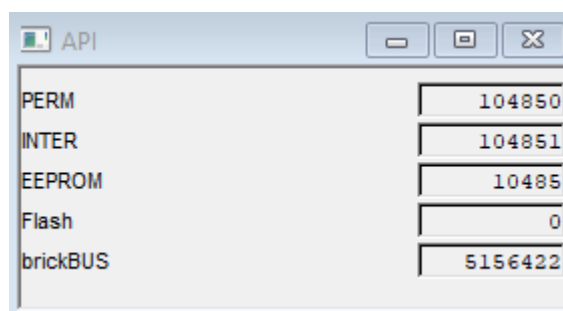 API
PERM 104850
INTER 104851
EEPROM 10485
Flash 0
brickBUS 5156422